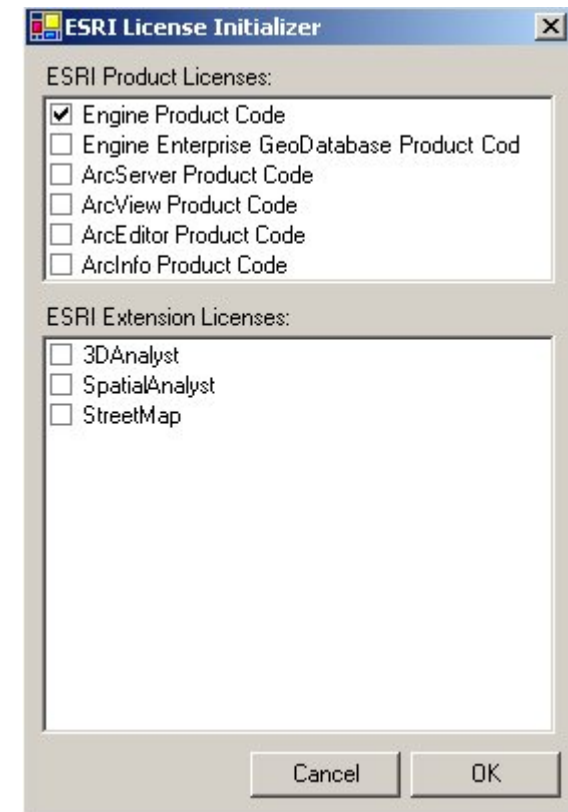 ESRI License Initializer
ESRI Product Licenses:
Engine Product Code
Engine Enterprise GeoDatabase Product Cod
ArcServer Product Code
ArcView Product Code
ArcEditor Product Code
ArcInfo Product Code
ESRI Extension Licenses:
3DAnalyst
SpatialAnalyst
StreetMap
Cancel OK